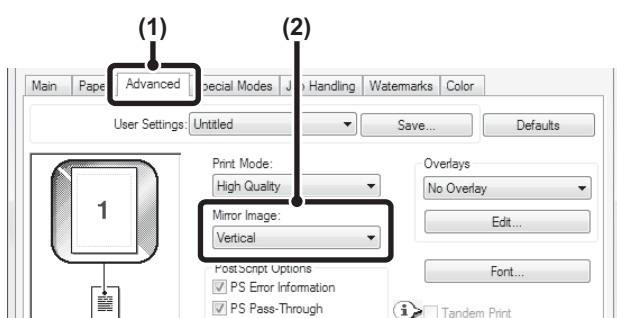 (1) (2)
Main Advanced Handling Watermarks Color
User Settings: Untitled Save... Defaults
Print Mode: Overlays
High Quality No Overlay
1
Mirror Image: Edit...
Vertical
PostScript Options Font...
PS Error Information
PS Pass-Through Tandem Print